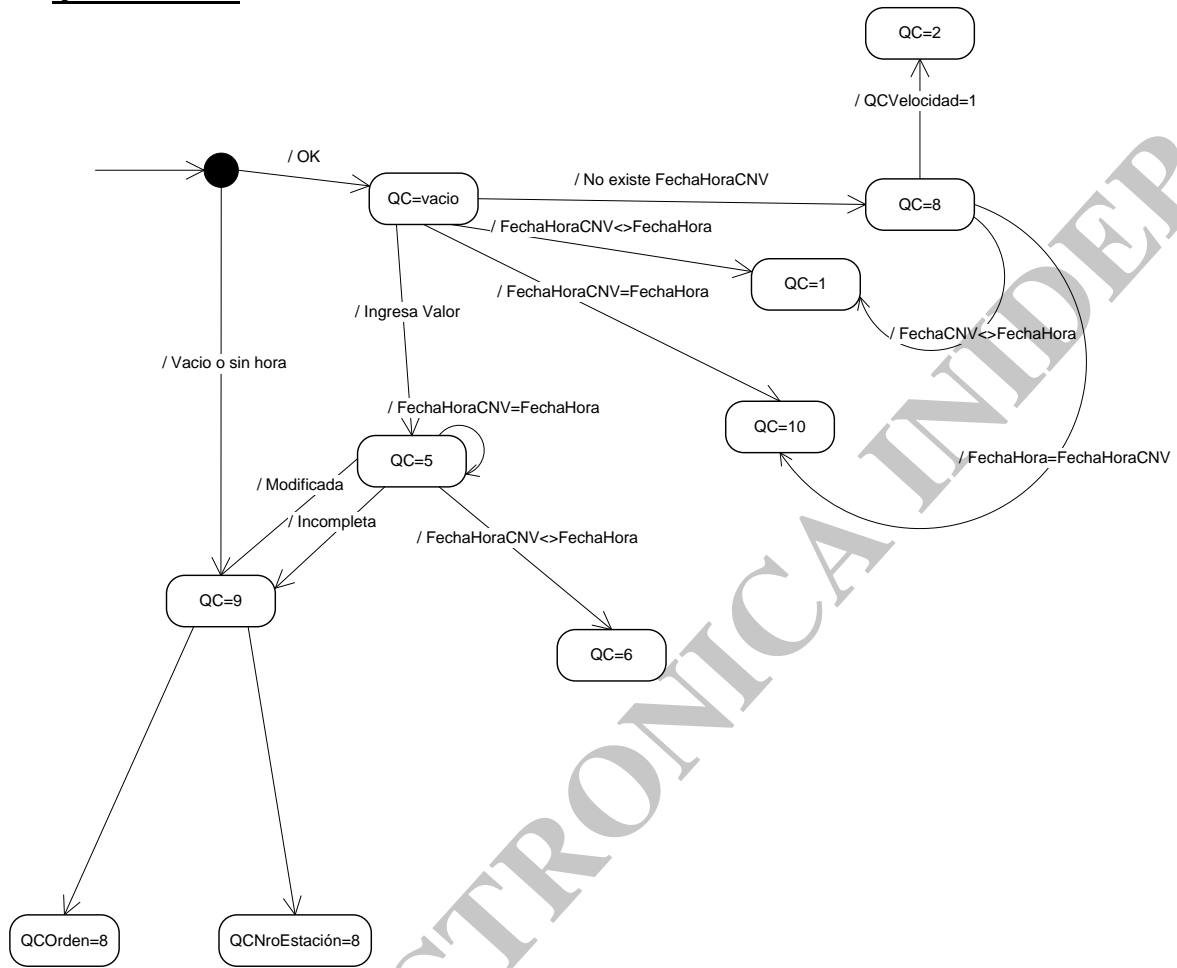 QC=2
/ QCVelocidad=1
/ OK
/ No existe FechaHoraCNV
QC=vacio
QC=8
/ FechaHoraCNV<>FechaHora
QC=1
/ FechaHoraCNV=FechaHora
/ Ingresa Valor
/ FechaCNV<>FechaHora
/ Vacio o sin hora
/ FechaHoraCNV=FechaHora
QC=10
QC=5
/ FechaHora=FechaHoraCNV
/ Modificada
/ Incompleta
/ FechaHoraCNV<>FechaHora
QC=9
QC=6
QCOrden=8
QCNroEstación=8
CTRONICA INIDEP